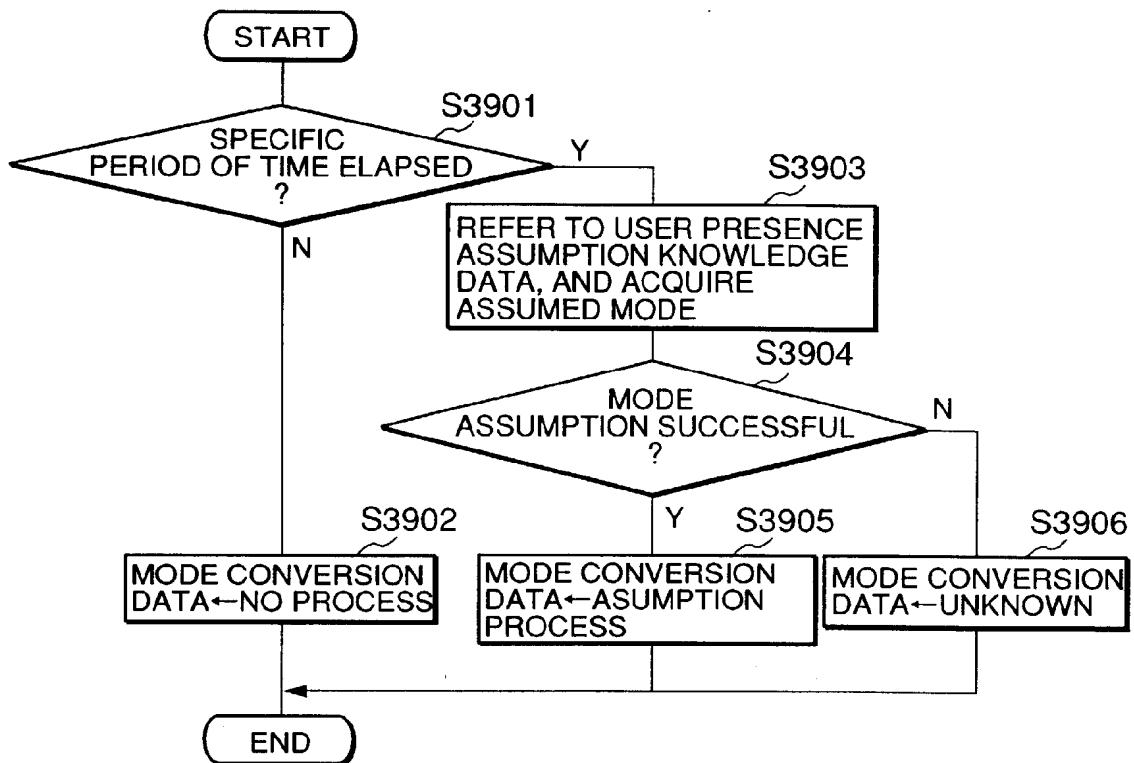 START
S3901
SPECIFIC
PERIOD OF TIME ELAPSED
?
Y
N
S3903
REFER TO USER PRESENCE
ASSUMPTION KNOWLEDGE
DATA, AND ACQUIRE
ASSUMED MODE
S3904
MODE
ASSUMPTION SUCCESSFUL
?
N
Y
S3902
MODE CONVERSION
DATA←NO PROCESS
S3905
MODE CONVERSION
DATA←ASUMPTION
PROCESS
S3906
MODE CONVERSION
DATA←UNKNOWN
END